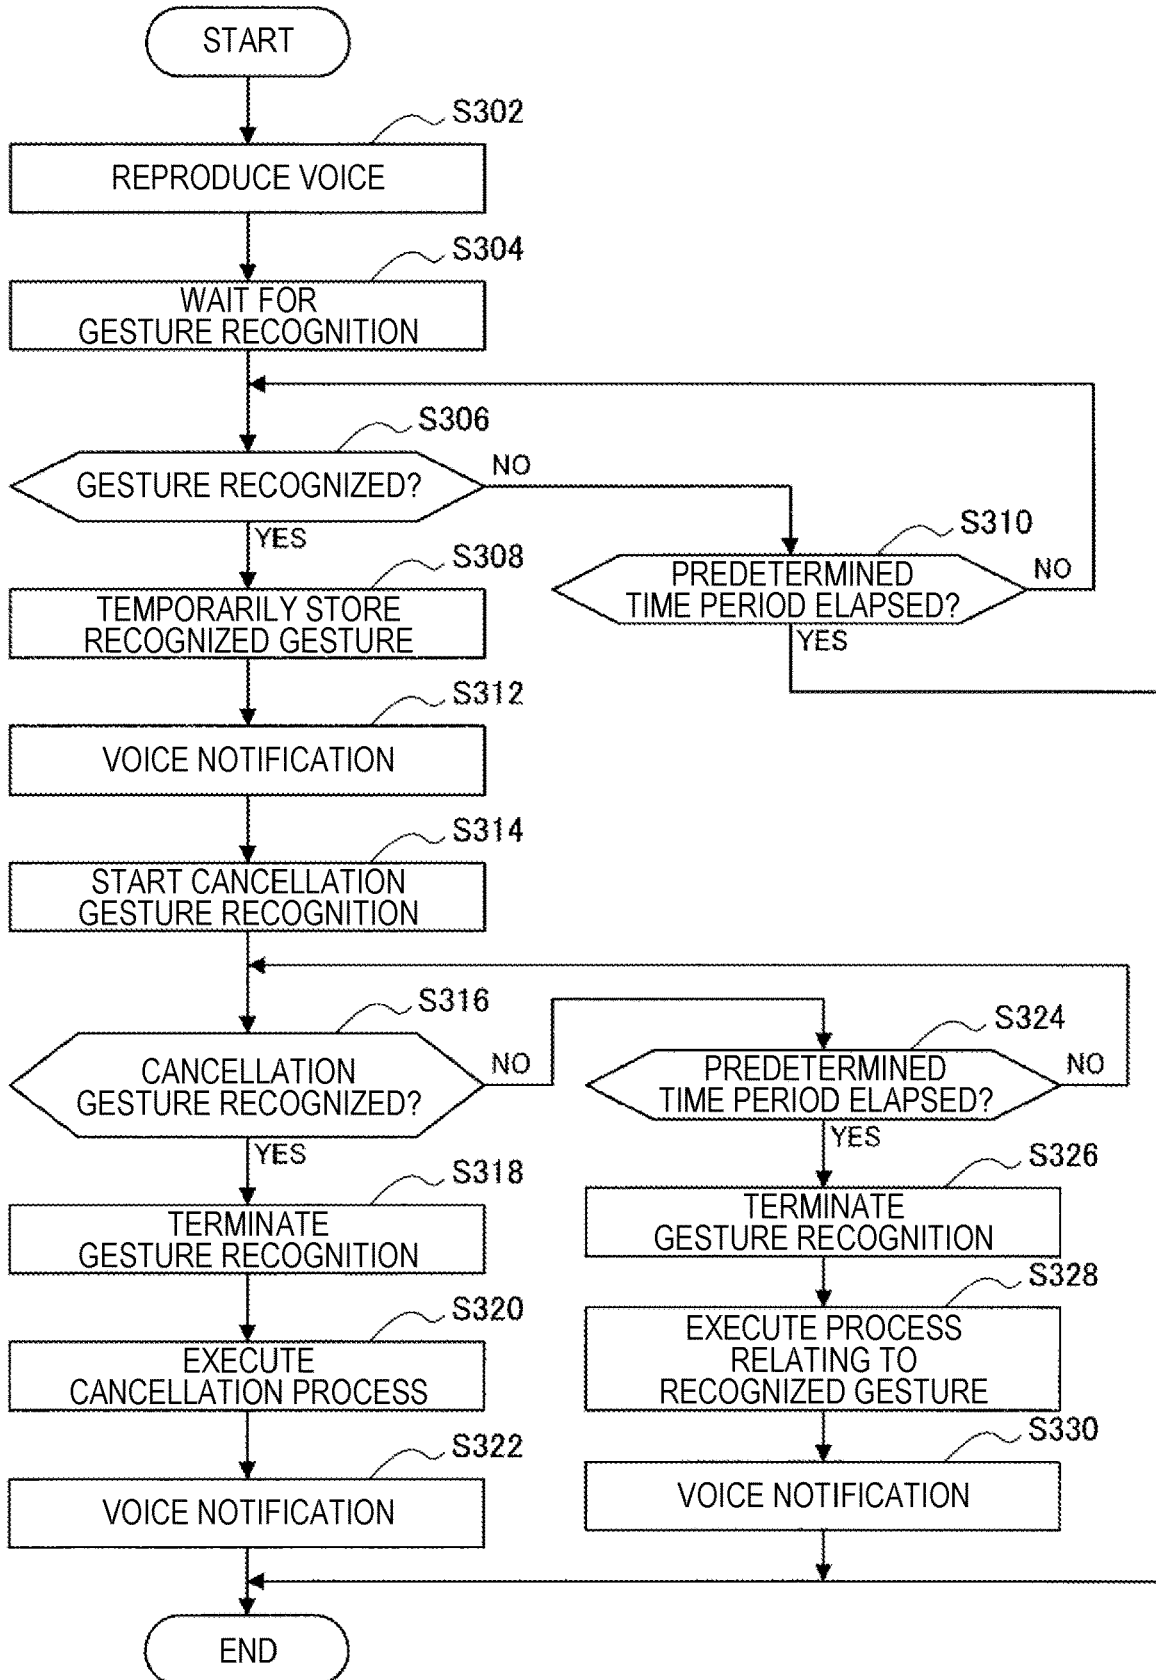 START
S302
REPRODUCE VOICE
S304
WAIT FOR
GESTURE RECOGNITION
S306
GESTURE RECOGNIZED?
NO
YES
S310
PREDETERMINED
TIME PERIOD ELAPSED?
NO
YES
S308
TEMPORARILY STORE
RECOGNIZED GESTURE
S312
VOICE NOTIFICATION
S314
START CANCELLATION
GESTURE RECOGNITION
S316
CANCELLATION
GESTURE RECOGNIZED?
NO
YES
S324
PREDETERMINED
TIME PERIOD ELAPSED?
NO
YES
S318
TERMINATE
GESTURE RECOGNITION
S326
TERMINATE
GESTURE RECOGNITION
S320
EXECUTE
CANCELLATION PROCESS
S328
EXECUTE PROCESS
RELATING TO
RECOGNIZED GESTURE
S322
VOICE NOTIFICATION
S330
VOICE NOTIFICATION
END